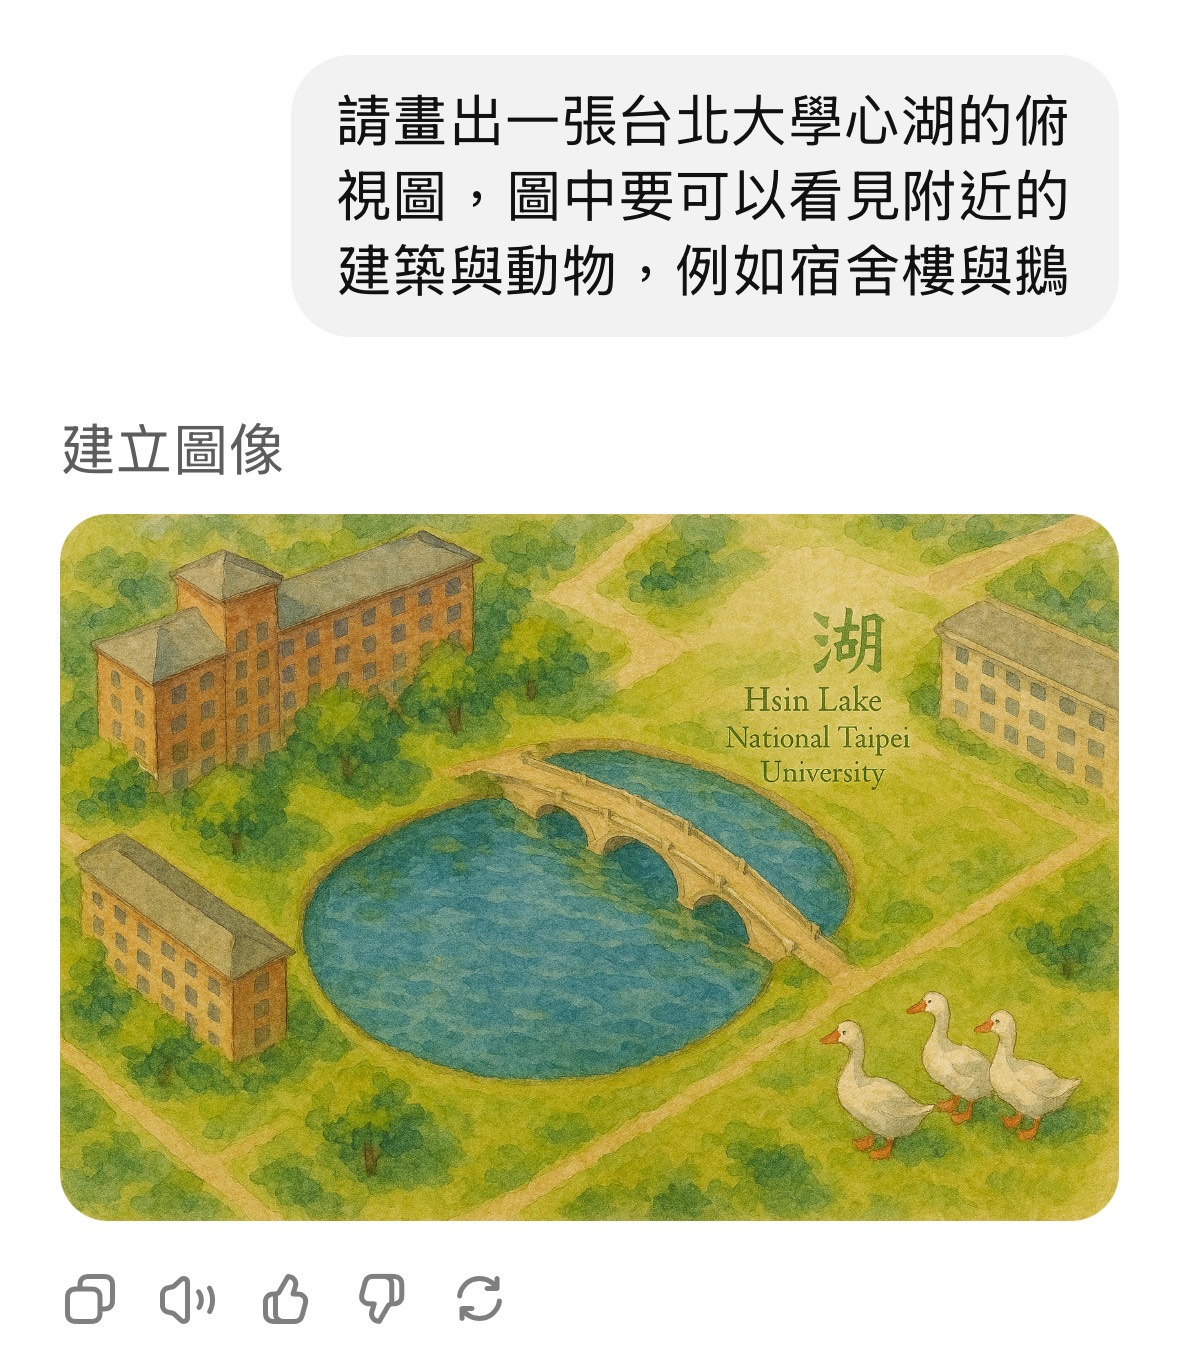 請畫出一張台北大學心湖的俯
視圖，圖中要可以看見附近的
建築與動物，例如宿舍樓與鵝
建立圖像
湖
Hsin Lake
National Taipei
University